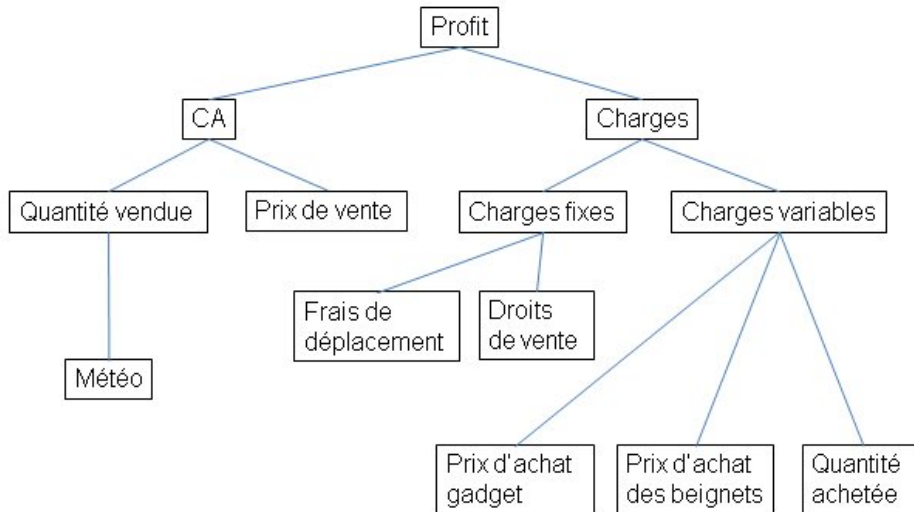 Profit
CA
Charges
Quantité vendue
Prix de vente
Charges fixes
Charges variables
Frais de
déplacement
Droits
de vente
Météo
Prix d'achat
gadget
Prix d'achat
des beignets
Quantité
achetée